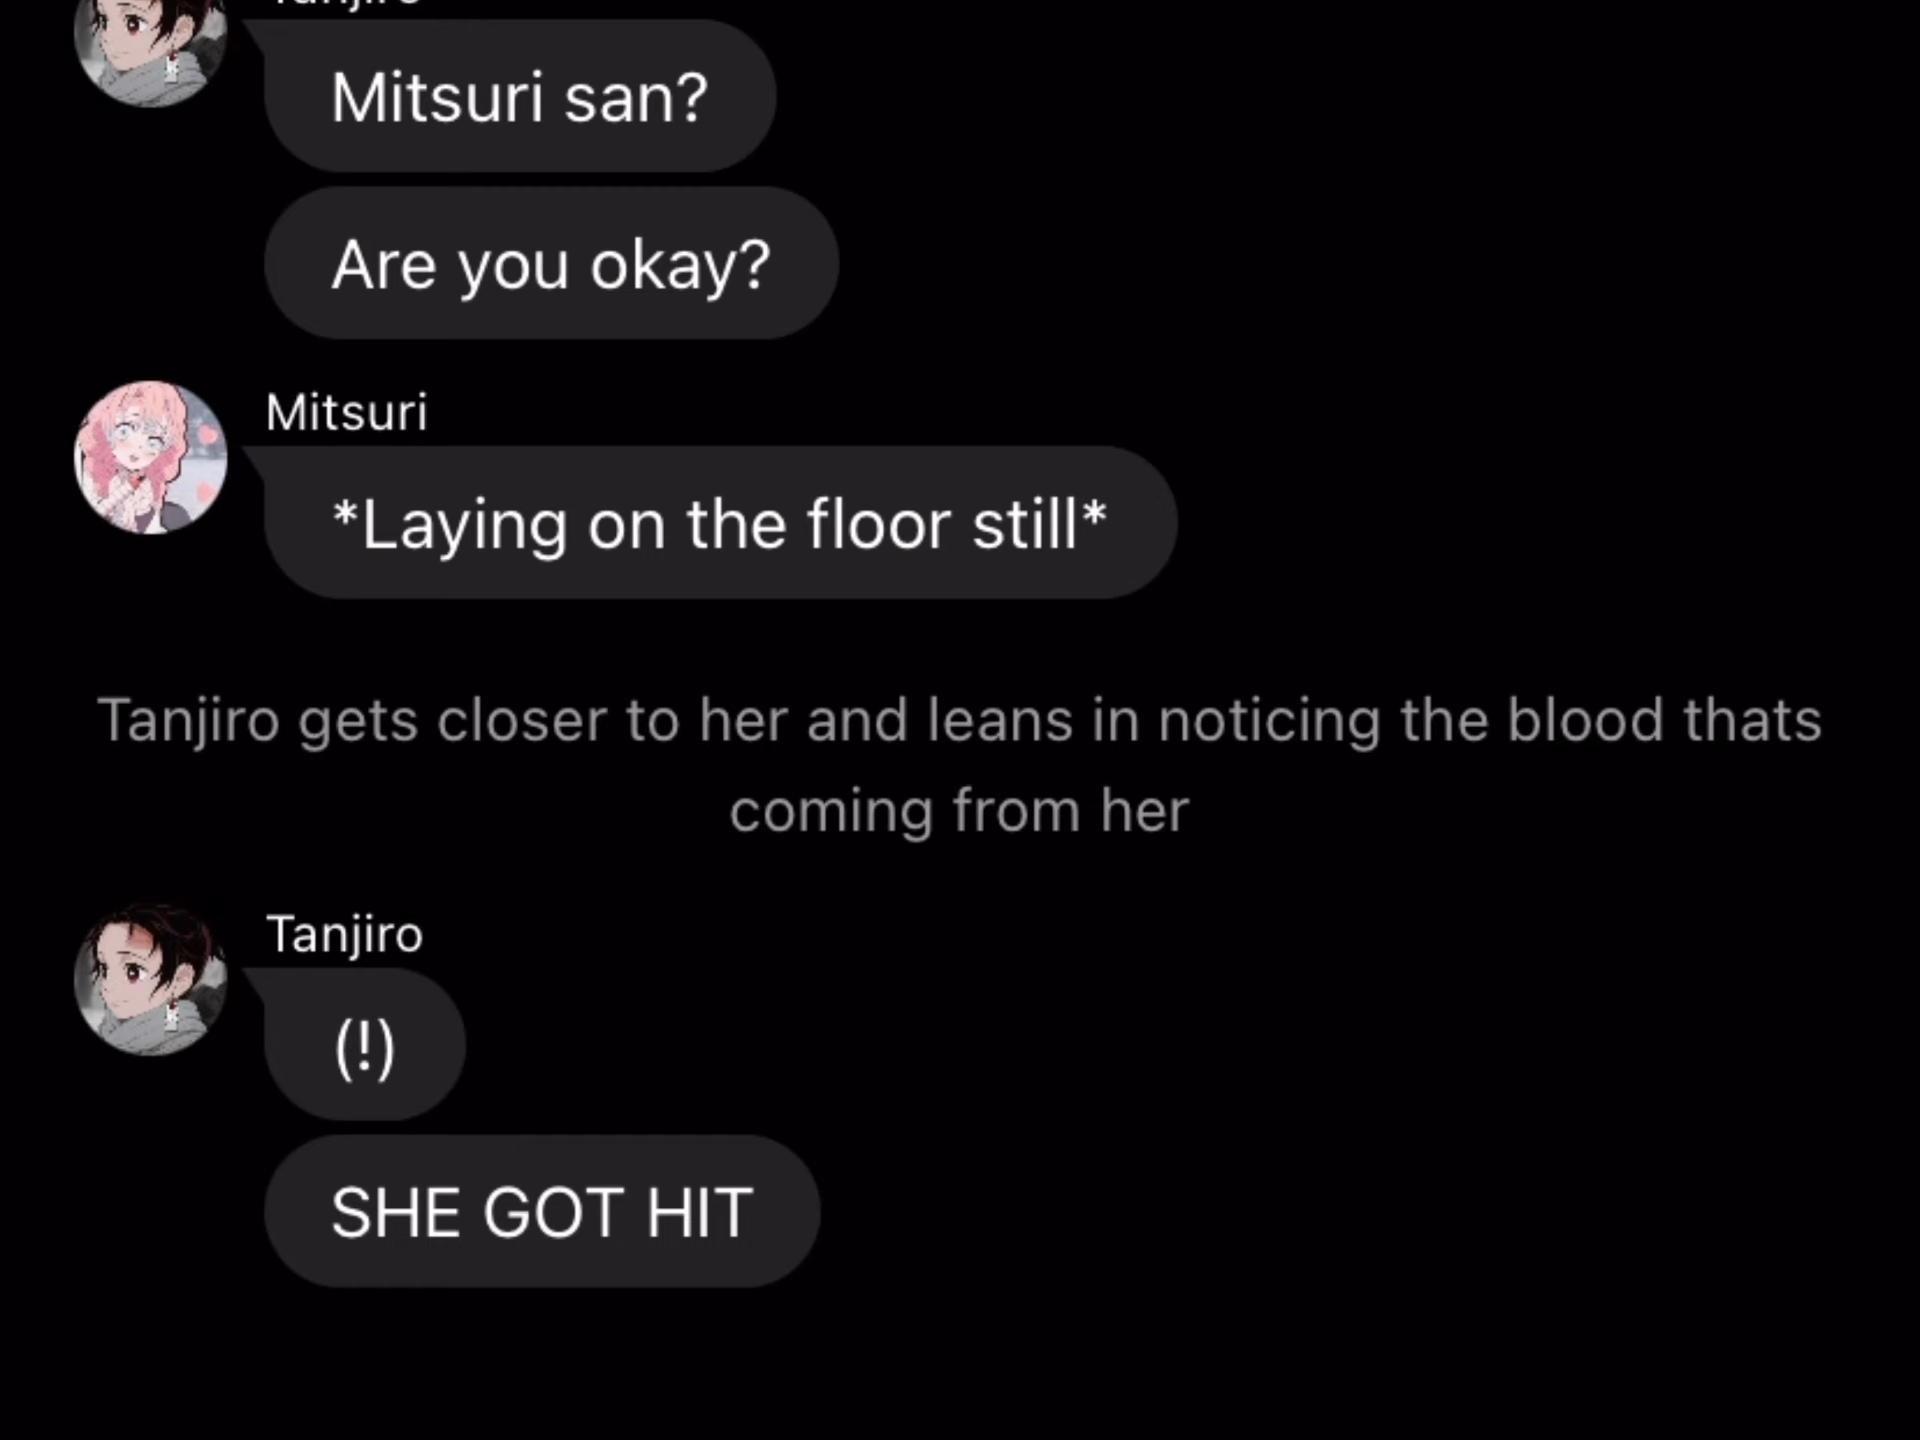 Tanjiro
Mitsuri san?
Are you okay?
Mitsuri
*Laying on the floor still*
Tanjiro gets closer to her and leans in noticing the blood thats
coming from her
Tanjiro
(!)
SHE GOT HIT